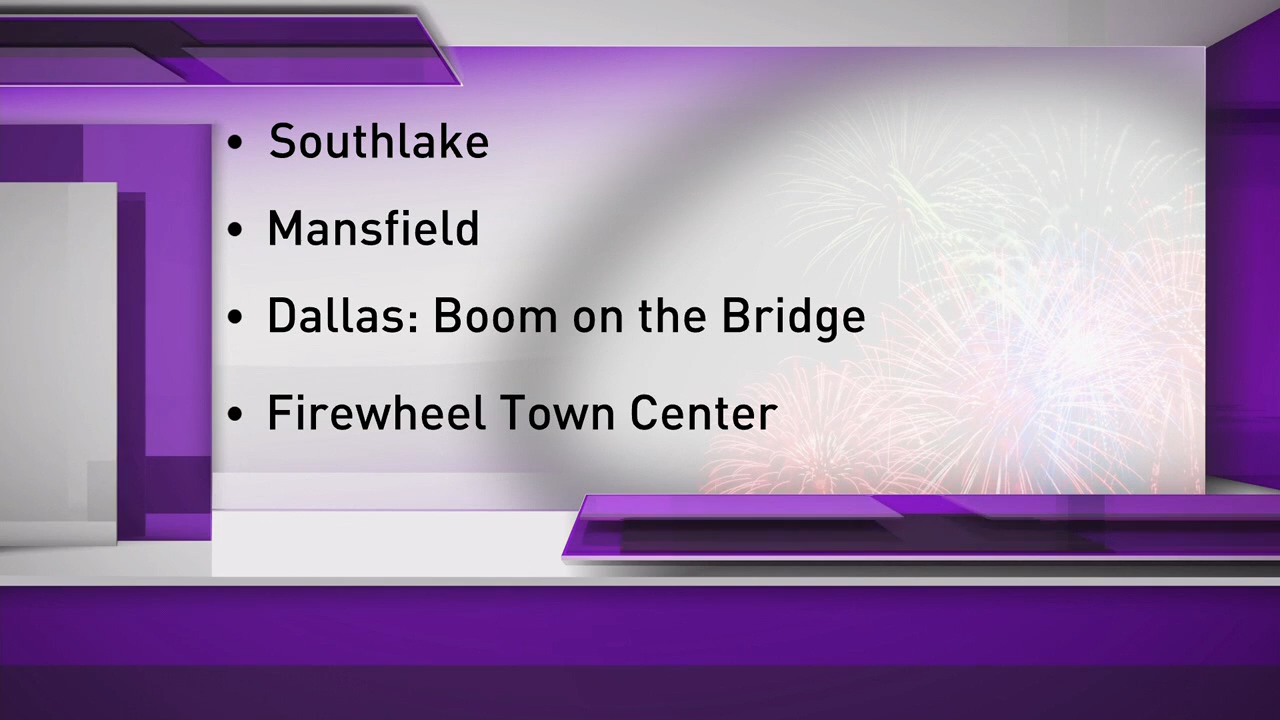 • Southlake
• Mansfield
• Dallas: Boom on the Bridge
• Firewheel Town Center